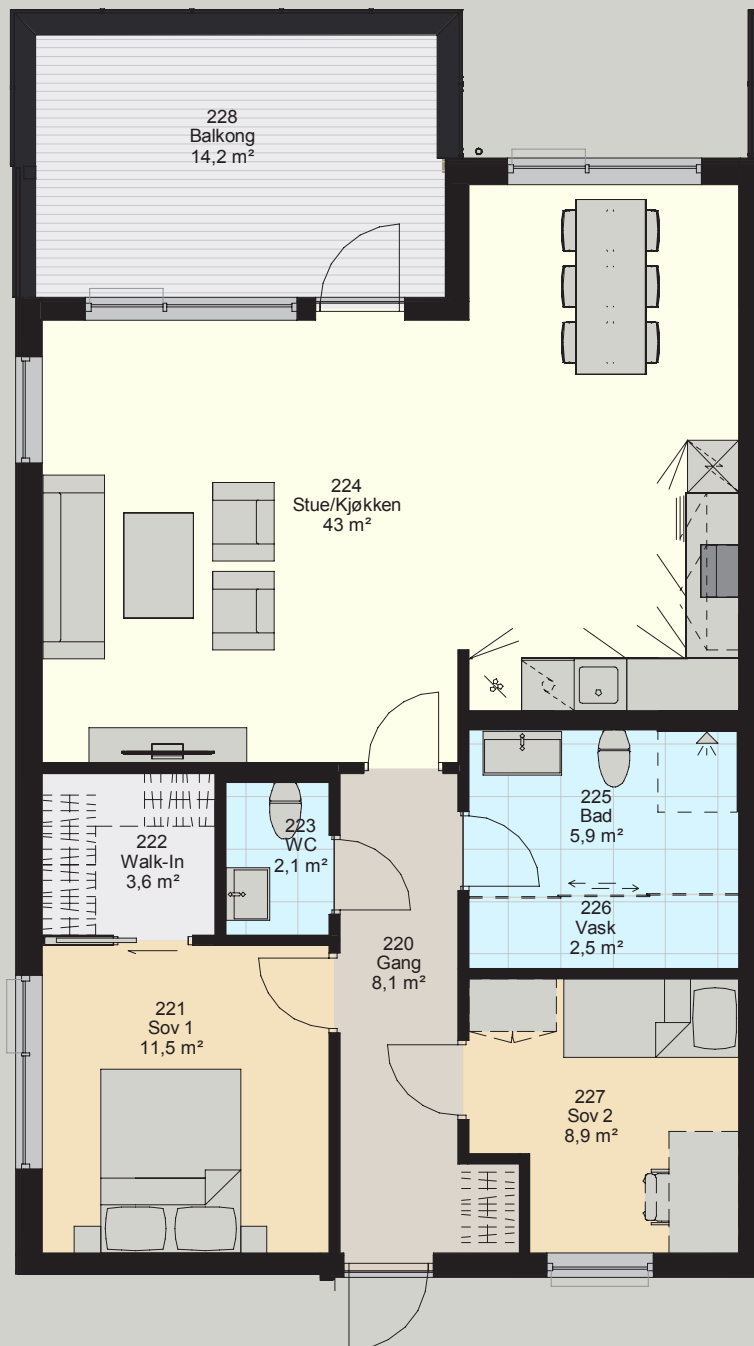 228
Balkong
14,2 m²
224
Stue/Kjøkken
43 m²
225
Bad
5,9 m²
223
WC
2,1 m²
222
Walk-In
3,6 m²
226
Vask
2,5 m²
220
Gang
8,1 m²
221
Sov 1
11,5 m²
227
Sov 2
8,9 m²